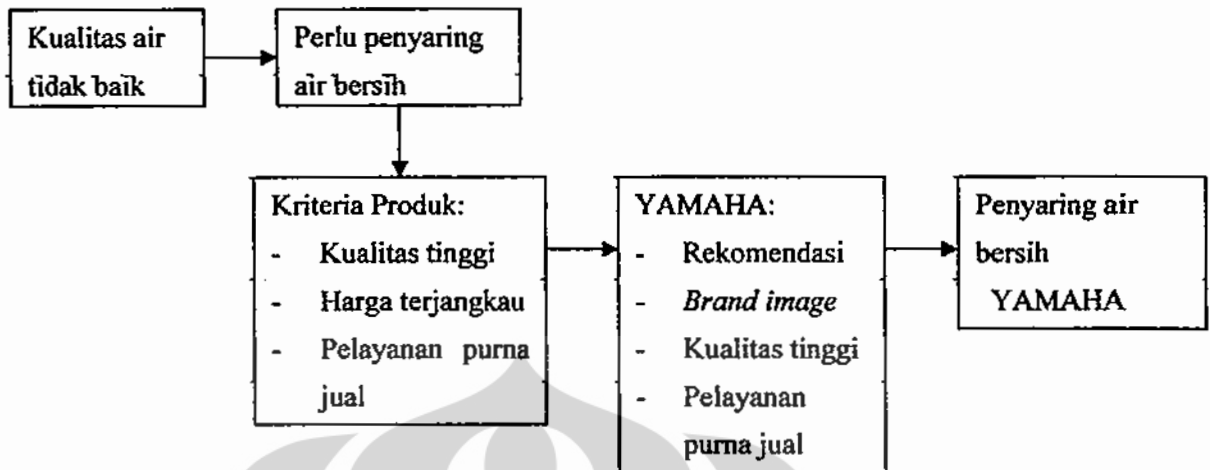 Kualitas air
tidak baik
Perlu penyaring
air bersih
Kriteria Produk:
- Kualitas tinggi
- Harga terjangkau
- Pelayanan purna
jual
YAMAHA:
- Rekomendasi
- Brand image
- Kualitas tinggi
- Pelayanan
purna jual
Penyaring air
bersih
YAMAHA